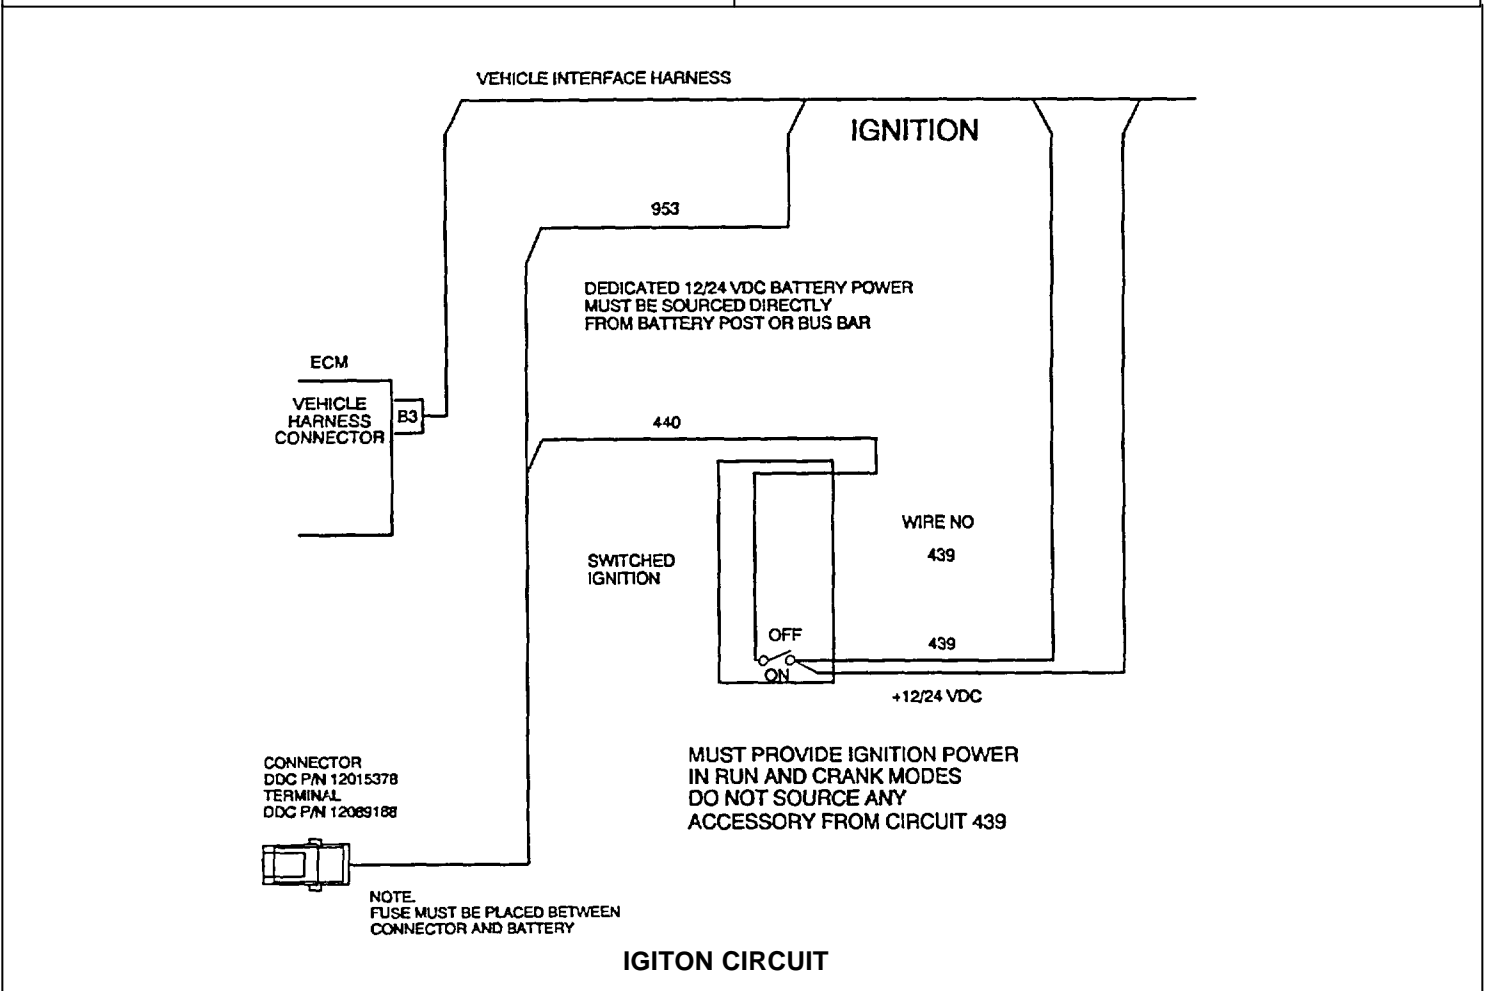 VEHICLE INTERFACE HARNESS
IGNITION
953
DEDICATED 12/24 VDC BATTERY POWER
MUST BE SOURCED DIRECTLY
FROM BATTERY POST OR BUS BAR
ECM
VEHICLE
HARNESS
CONNECTOR
B3
440
WIRE NO
439
SWITCHED
IGNITION
OFF
ON
439
+12/24 VDC
MUST PROVIDE IGNITION POWER
IN RUN AND CRANK MODES
DO NOT SOURCE ANY
ACCESSORY FROM CIRCUIT 439
CONNECTOR
DDC P/N 12015378
TERMINAL
DDC P/N 12089188
NOTE.
FUSE MUST BE PLACED BETWEEN
CONNECTOR AND BATTERY
IGITON CIRCUIT